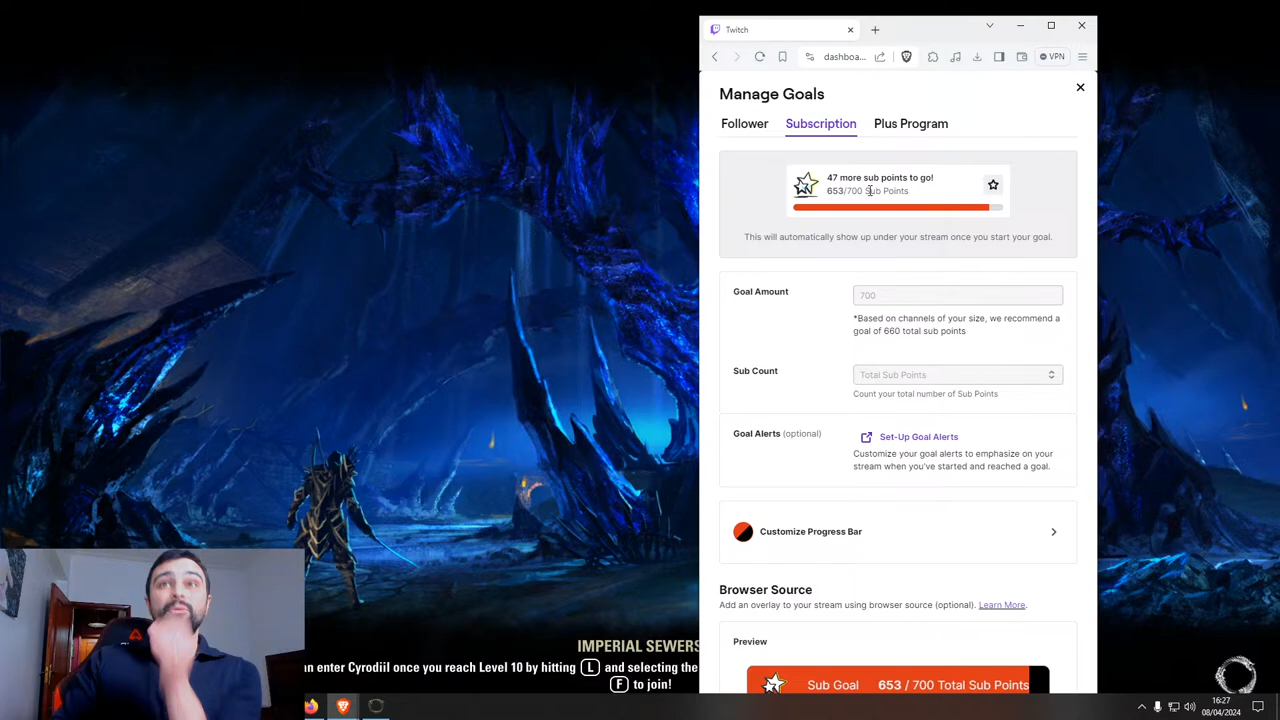 Twitch
dashboa...
VPN
Manage Goals
Follower
Subscription
Plus Program
47 more sub points to go!
653/700 Sub Points
This will automatically show up under your stream once you start your goal.
Goal Amount
700
*Based on channels of your size, we recommend a
goal of 660 total sub points
Sub Count
Total Sub Points
Count your total number of Sub Points
Goal Alerts (optional)
Set-Up Goal Alerts
Customize your goal alerts to emphasize on your
stream when you've started and reached a goal.
Customize Progress Bar
Browser Source
Add an overlay to your stream using browser source (optional). Learn More.
Preview
Sub Goal 653 / 700 Total Sub Points
IMPERIAL SEWERS
an enter Cyrodiil once you reach Level 10 by hitting L and selecting the
F to join!
16:27
08/04/2024